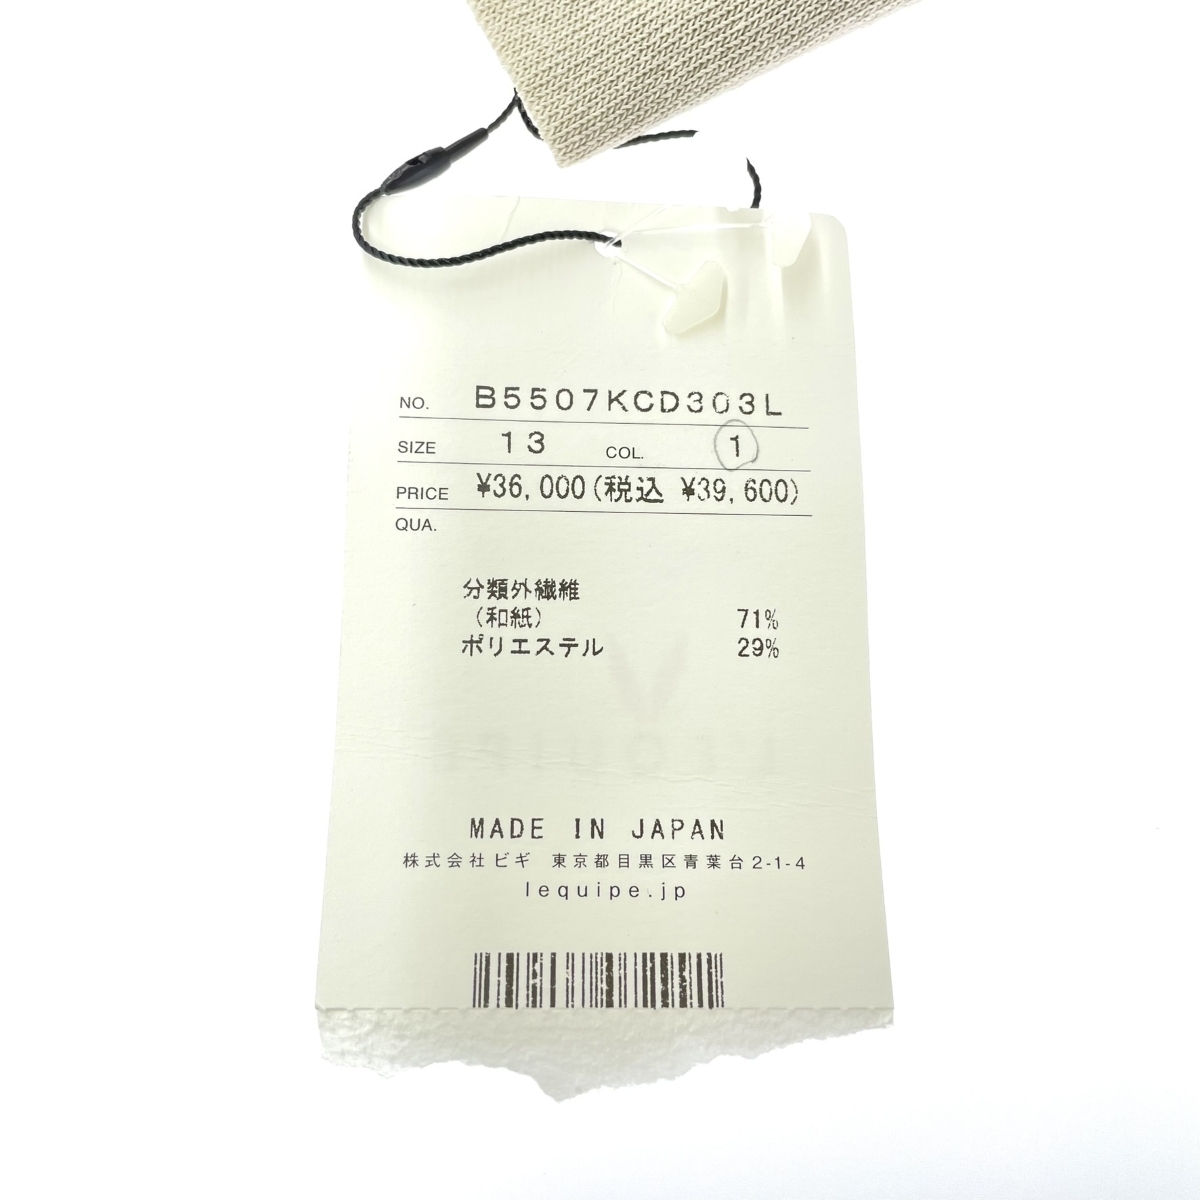 NO. B5507KCD303L
SIZE 13 COL. 1
PRICE ¥36,000(税込 ¥39,600)
QUA.
分類外繊維
(和紙) 71%
ポリエステル 29%
MADE IN JAPAN
株式会社ビギ 東京都目黒区青葉台2-1-4
lequipe.jp